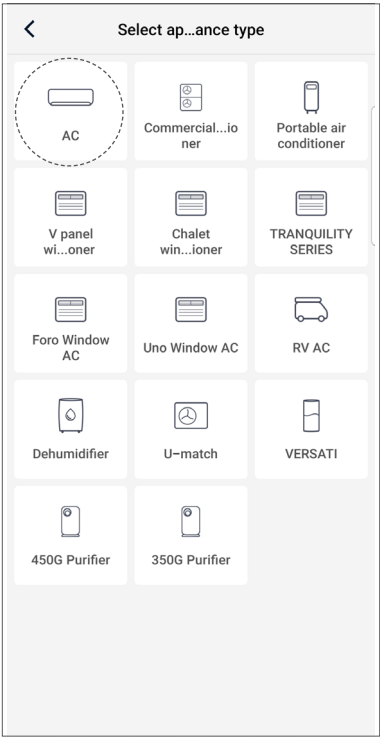 Select ap...ance type
AC
Commercial...io
ner
Portable air
conditioner
V panel
wi...oner
Chalet
win...ioner
TRANQUILITY
SERIES
Foro Window
AC
Uno Window AC
RV AC
Dehumidifier
U-match
VERSATI
450G Purifier
350G Purifier